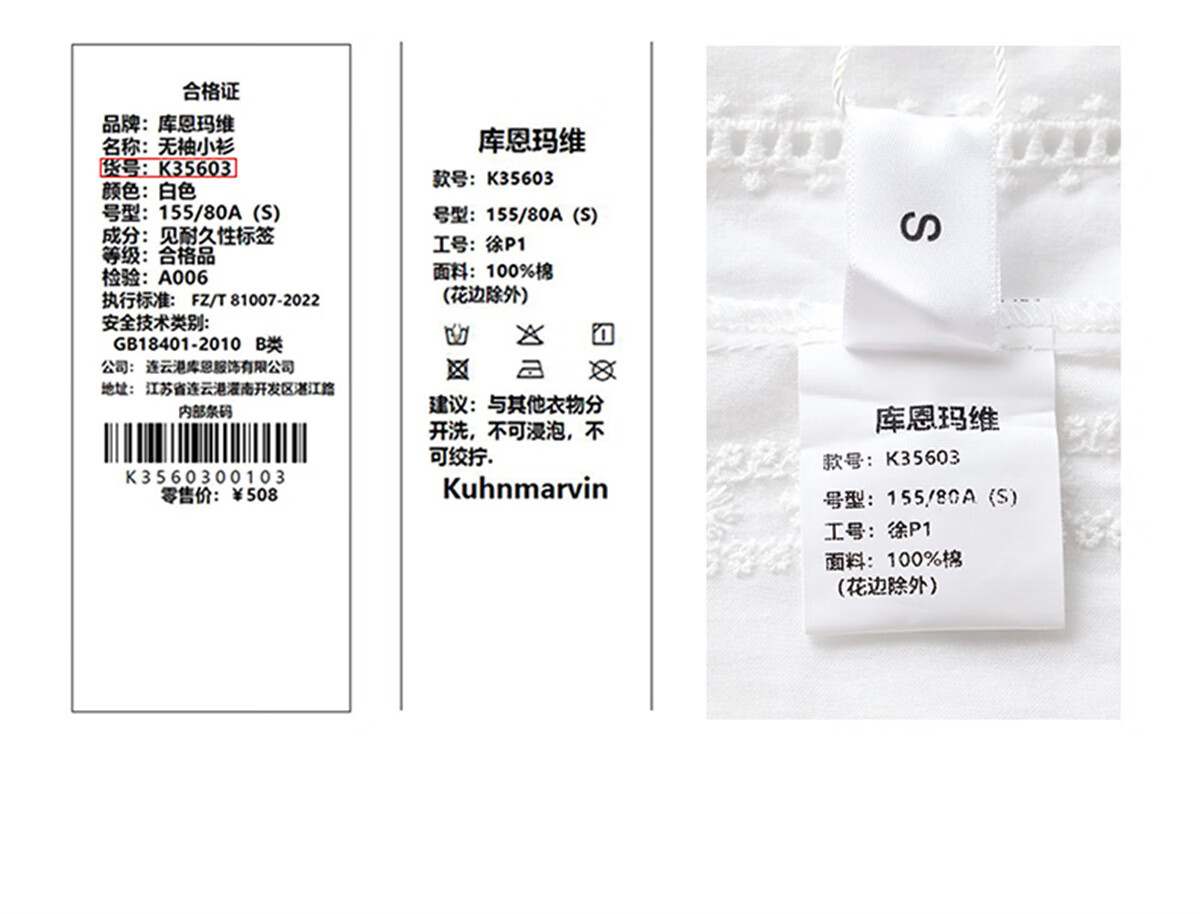 合格证
品牌：库恩玛维
名称：无袖小衫
货号：K35603
颜色：白色
号型：155/80A（S）
成分：见耐久性标签
等级：合格品
检验：A006
执行标准： FZ/T 81007-2022
安全技术类别：
GB18401-2010 B类
公司： 连云港库恩服饰有限公司
地址： 江苏省连云港灌南开发区湛江路
内部条码
K3560300103
零售价：￥508
库恩玛维
款号：K35603
号型：155/80A（S）
工号：徐P1
面料：100%棉
（花边除外）
建议：与其他衣物分
开洗，不可浸泡，不
可绞拧.
Kuhnmarvin
S
库恩玛维
款号：K35603
号型：155/80A（S）
工号：徐P1
面料：100%棉
（花边除外）